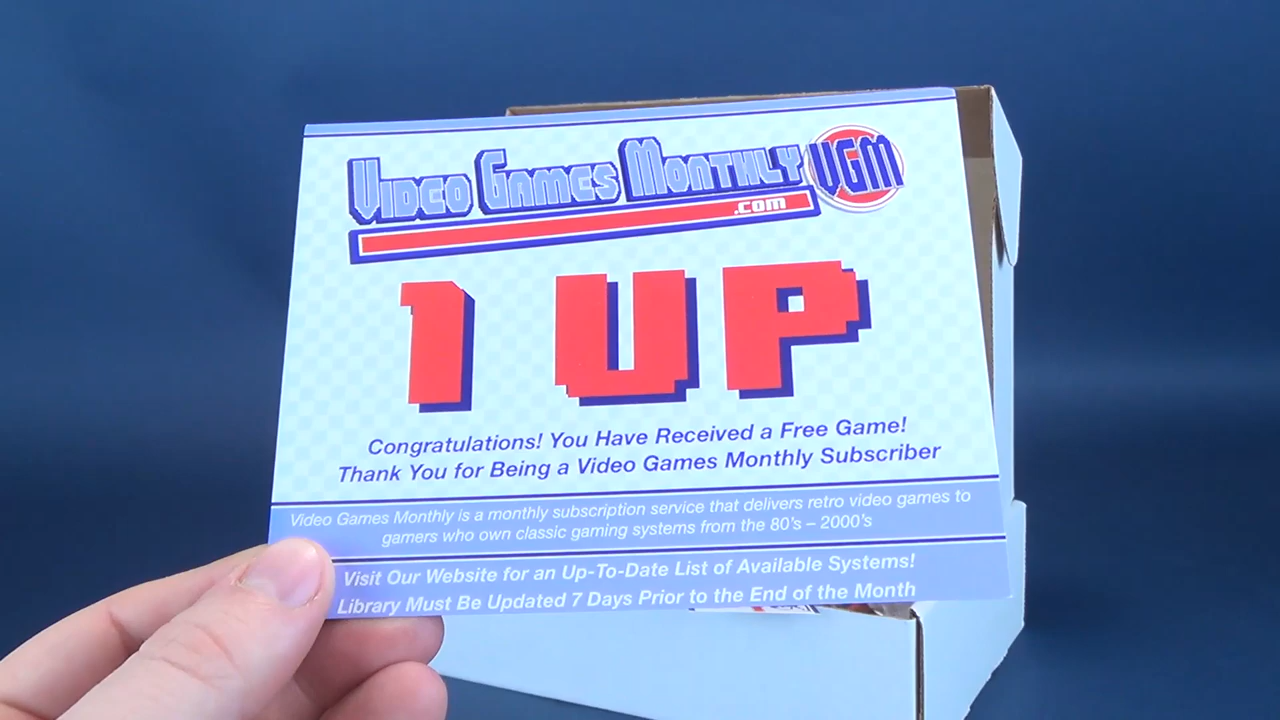 VIDEO GAMES MONTHLY VGM
.com
1 UP
Congratulations! You Have Received a Free Game!
Thank You for Being a Video Games Monthly Subscriber
Video Games Monthly is a monthly subscription service that delivers retro video games to
gamers who own classic gaming systems from the 80's – 2000's
Visit Our Website for an Up-To-Date List of Available Systems!
Library Must Be Updated 7 Days Prior to the End of the Month